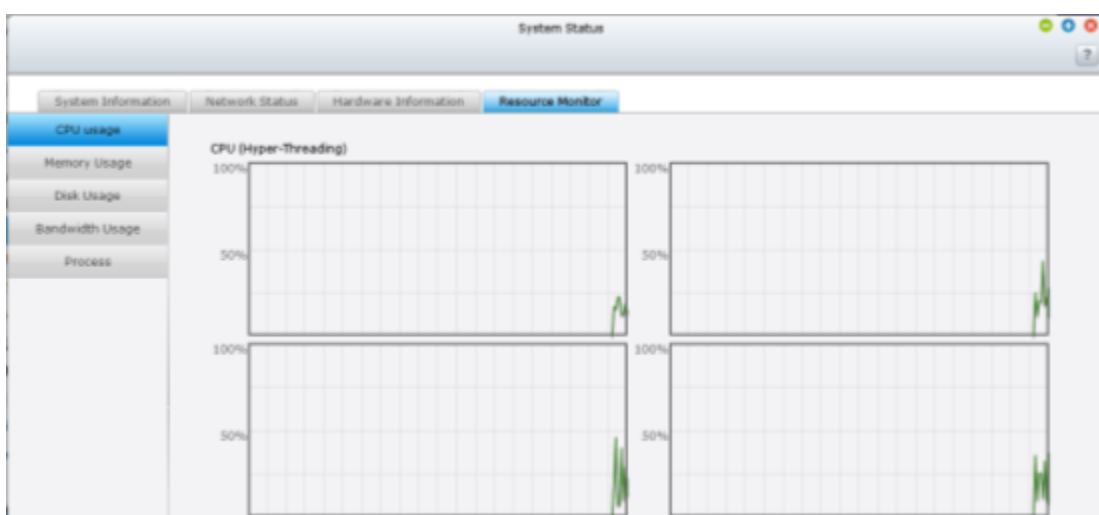 System Status
?
System Information Network Status Hardware Information Resource Monitor
CPU usage
Memory Usage
Disk Usage
Bandwidth Usage
Process
CPU (Hyper-Threading)
100% 100%
50% 50%
100% 100%
50% 50%